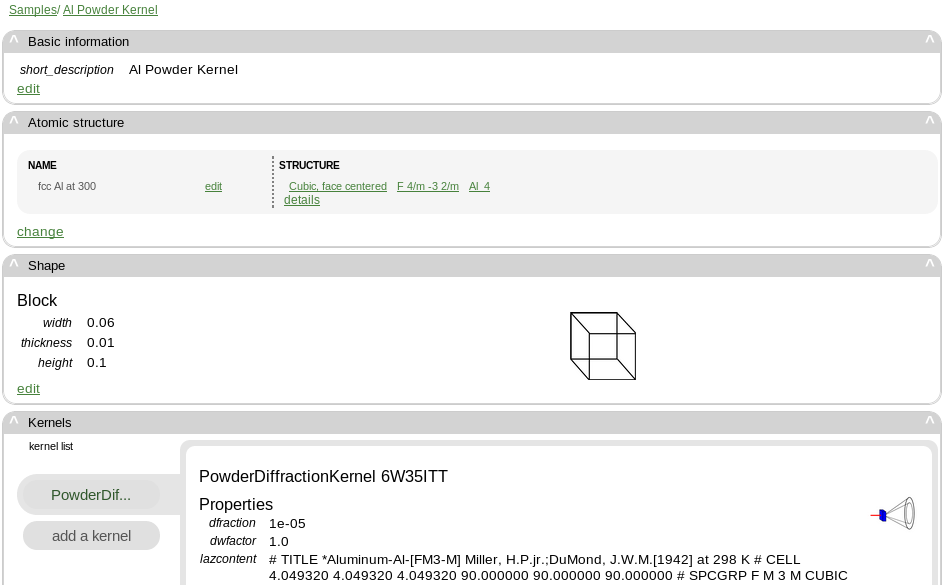 Samples/ Al Powder Kernel
^ Basic information ^
short_description Al Powder Kernel
edit
^ Atomic structure ^
NAME STRUCTURE
fcc Al at 300 edit Cubic, face centered F 4/m -3 2/m Al_4
details
change
^ Shape ^
Block
width 0.06
thickness 0.01
height 0.1
edit
^ Kernels ^
kernel list
PowderDiffractionKernel 6W35ITT
PowderDif...
Properties
dfraction 1e-05
add a kernel
dwfactor 1.0
lazcontent # TITLE *Aluminum-Al-[FM3-M] Miller, H.P.jr.;DuMond, J.W.M.[1942] at 298 K # CELL
4.049320 4.049320 4.049320 90.000000 90.000000 90.000000 # SPCGRP F M 3 M CUBIC